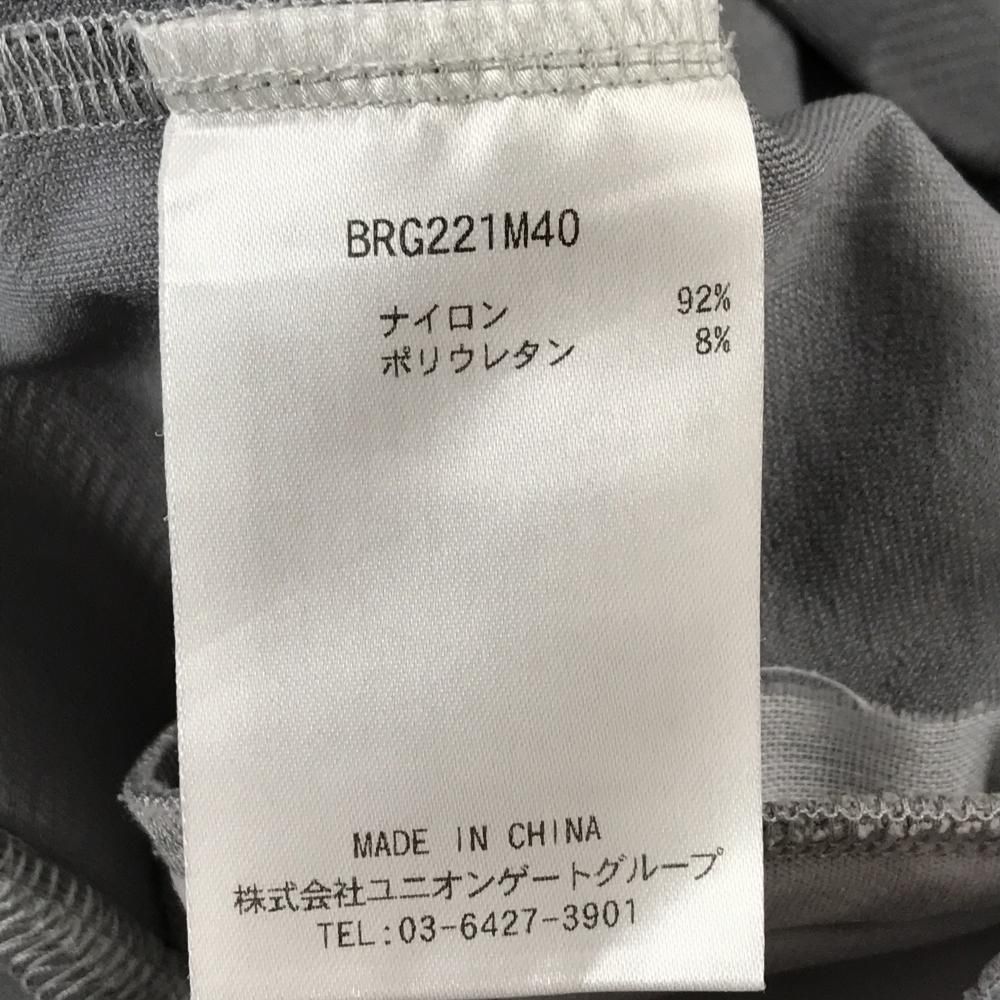 BRG221M40
ナイロン 92%
ポリウレタン 8%
MADE IN CHINA
株式会社ユニオンゲートグループ
TEL:03-6427-3901